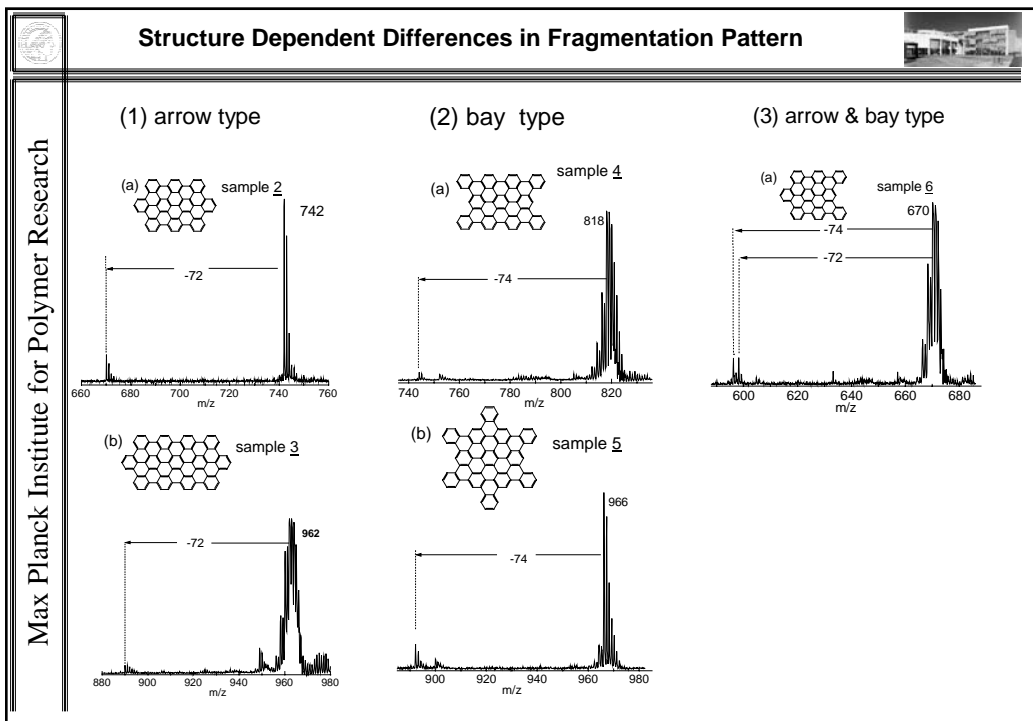 Structure Dependent Differences in Fragmentation Pattern
Max Planck Institute for Polymer Research
(1) arrow type
(a)
sample 2
742
-72
660 680 700 720 740 760
m/z
(b)
sample 3
962
-72
880 900 920 940 960 980
m/z
(2) bay type
(a)
sample 4
818
-74
740 760 780 800 820
m/z
(b)
sample 5
966
-74
900 920 940 960 980
m/z
(3) arrow & bay type
(a)
sample 6
670
-74
-72
600 620 640 660 680
m/z